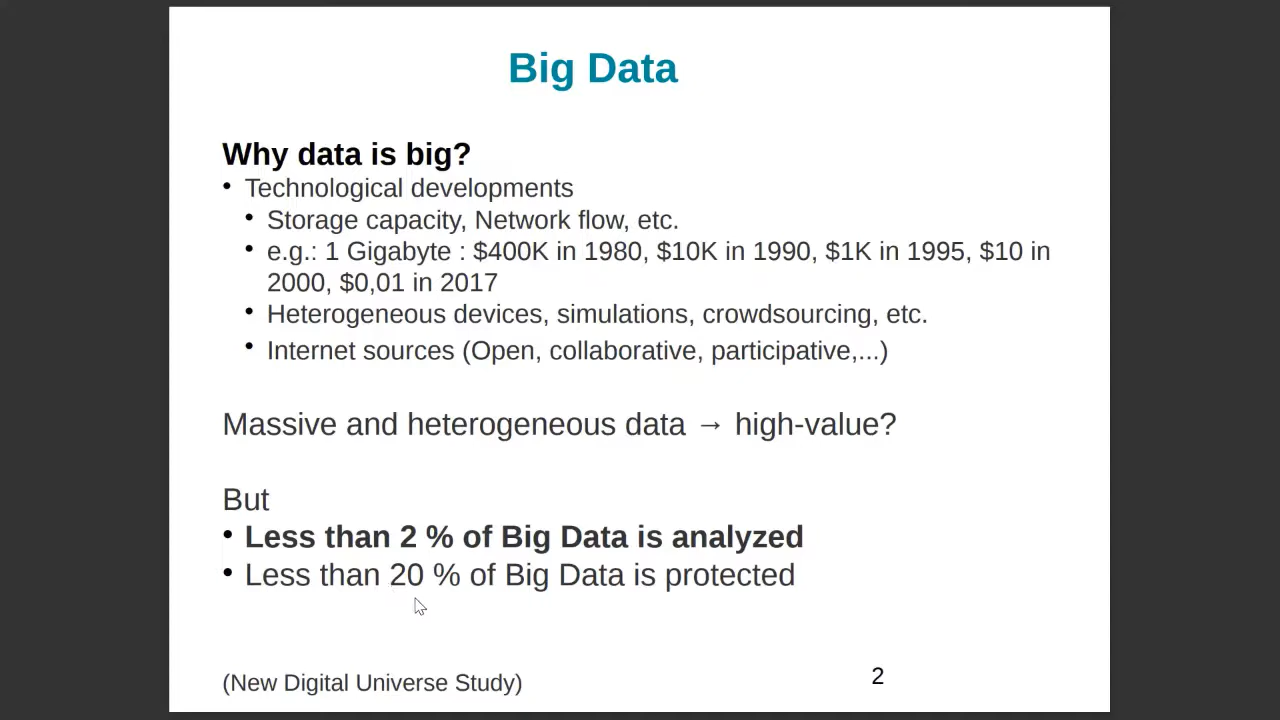 Big Data
Why data is big?
• Technological developments
• Storage capacity, Network flow, etc.
• e.g.: 1 Gigabyte : $400K in 1980, $10K in 1990, $1K in 1995, $10 in
2000, $0,01 in 2017
• Heterogeneous devices, simulations, crowdsourcing, etc.
• Internet sources (Open, collaborative, participative,...)
Massive and heterogeneous data → high-value?
But
• Less than 2 % of Big Data is analyzed
• Less than 20 % of Big Data is protected
(New Digital Universe Study)
2